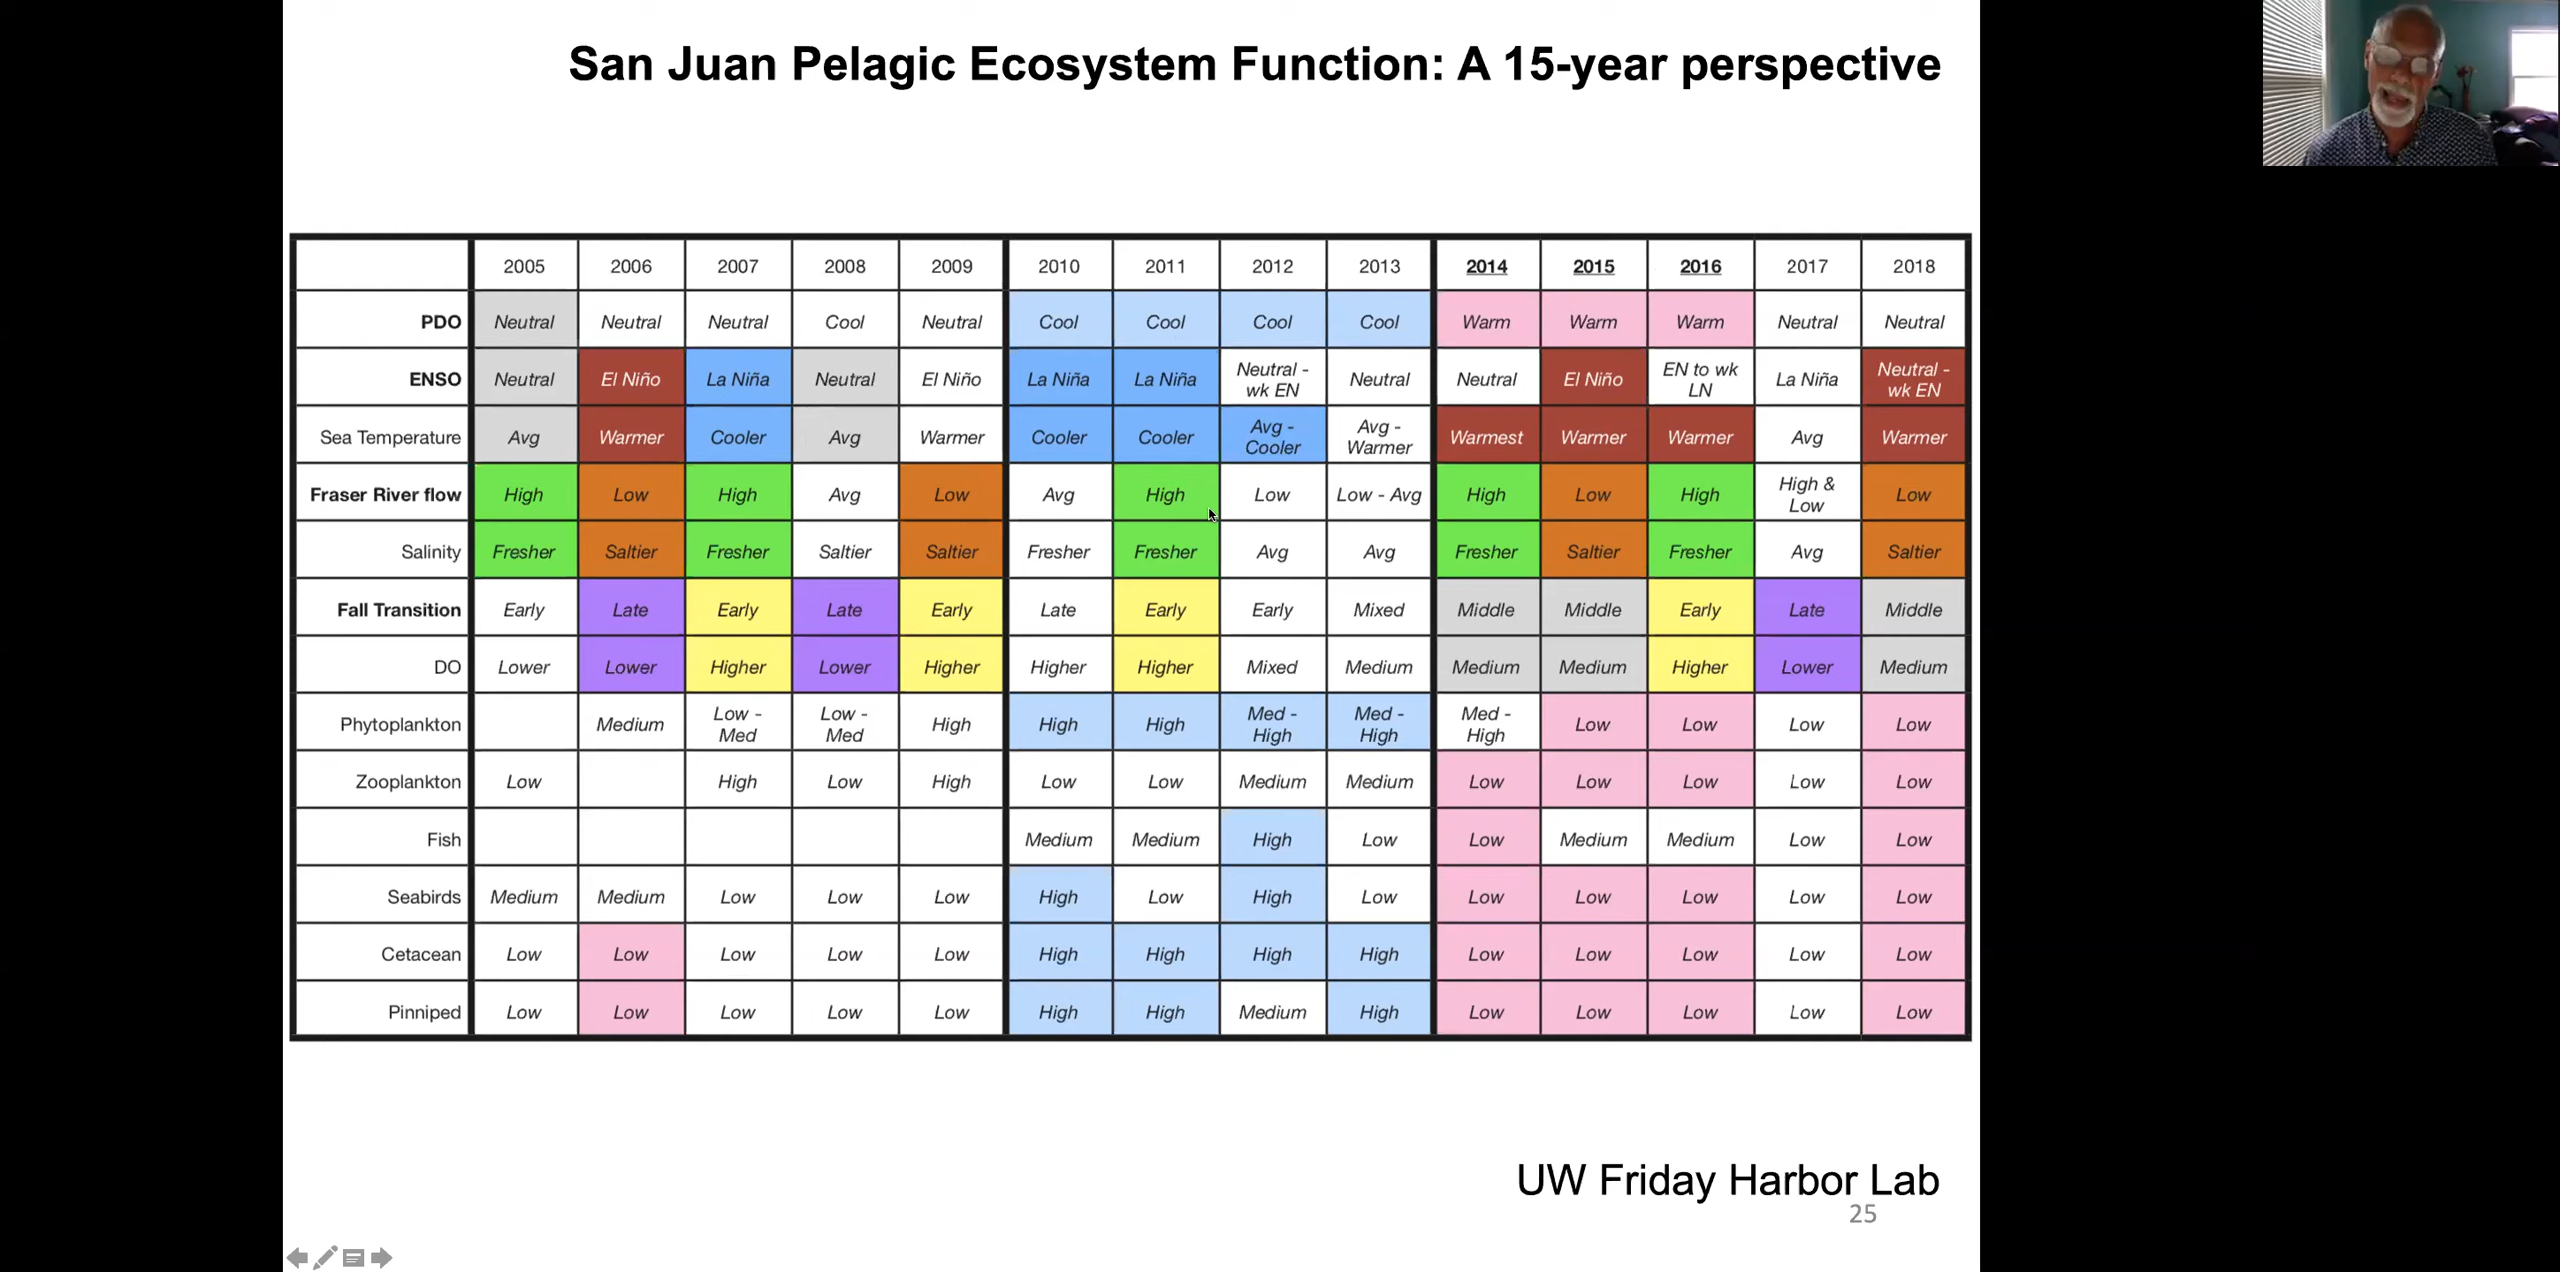 San Juan Pelagic Ecosystem Function: A 15-year perspective
2005 2006 2007 2008 2009 2010 2011 2012 2013 2014 2015 2016 2017 2018
PDO Neutral Neutral Neutral Cool Neutral Cool Cool Cool Cool Warm Warm Warm Neutral Neutral
ENSO Neutral El Niño La Niña Neutral El Niño La Niña La Niña Neutral - wk EN Neutral Neutral El Niño EN to wk LN La Niña Neutral - wk EN
Sea Temperature Avg Warmer Cooler Avg Warmer Cooler Cooler Avg - Cooler Avg - Warmer Warmest Warmer Warmer Avg Warmer
Fraser River flow High Low High Avg Low Avg High Low Low - Avg High Low High High & Low Low
Salinity Fresher Saltier Fresher Saltier Saltier Fresher Fresher Avg Avg Fresher Saltier Fresher Avg Saltier
Fall Transition Early Late Early Late Early Late Early Early Mixed Middle Middle Early Late Middle
DO Lower Lower Higher Lower Higher Higher Higher Mixed Medium Medium Medium Higher Lower Medium
Phytoplankton Medium Low - Med Low - Med High High High Med - High Med - High Med - High Low Low Low Low
Zooplankton Low High Low High Low Low Medium Medium Low Low Low Low Low
Fish Medium Medium High Low Low Medium Medium Low Low
Seabirds Medium Medium Low Low Low High Low High Low Low Low Low Low Low
Cetacean Low Low Low Low Low High High High High Low Low Low Low Low
Pinniped Low Low Low Low Low High High Medium High Low Low Low Low Low
UW Friday Harbor Lab
25